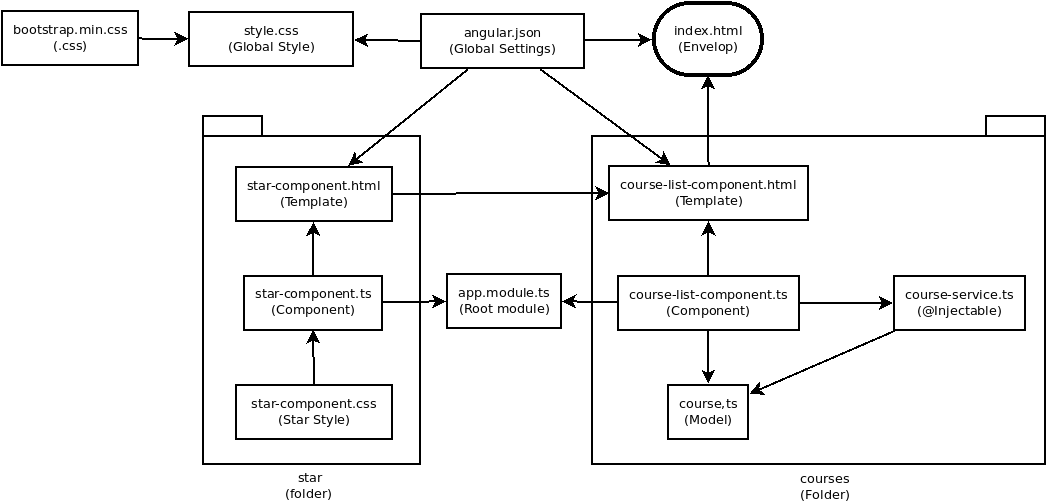 bootstrap.min.css
(.css)
style.css
(Global Style)
angular.json
(Global Settings)
index.html
(Envelop)
star-component.html
(Template)
course-list-component.html
(Template)
star-component.ts
(Component)
app.module.ts
(Root module)
course-list-component.ts
(Component)
course-service.ts
(@Injectable)
star-component.css
(Star Style)
course,ts
(Model)
star
(folder)
courses
(Folder)